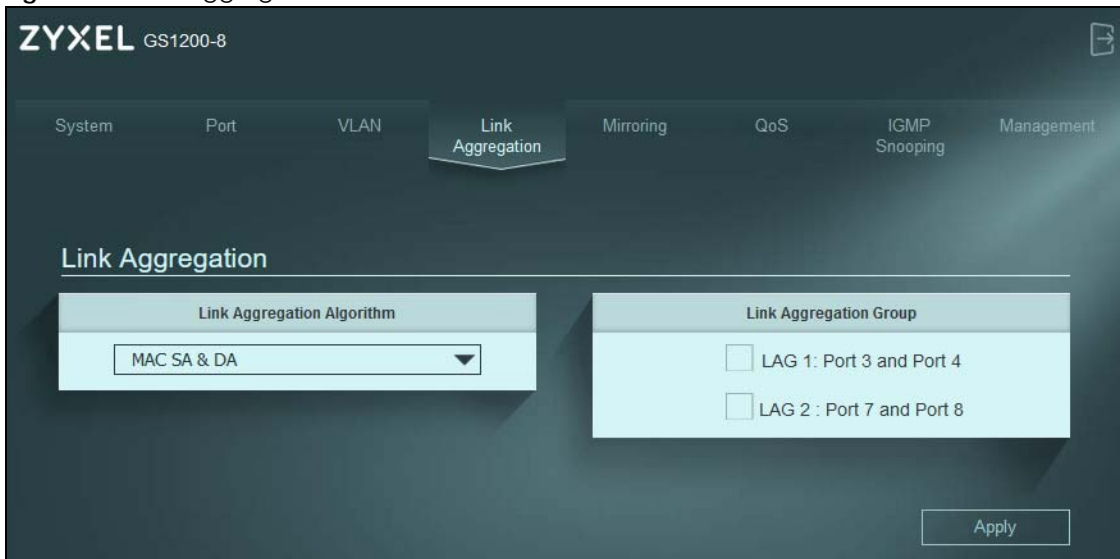 ZYXEL GS1200-8
System
Port
VLAN
Link
Aggregation
Mirroring
QoS
IGMP
Snooping
Management
Link Aggregation
Link Aggregation Algorithm
MAC SA & DA
Link Aggregation Group
LAG 1: Port 3 and Port 4
LAG 2 : Port 7 and Port 8
Apply